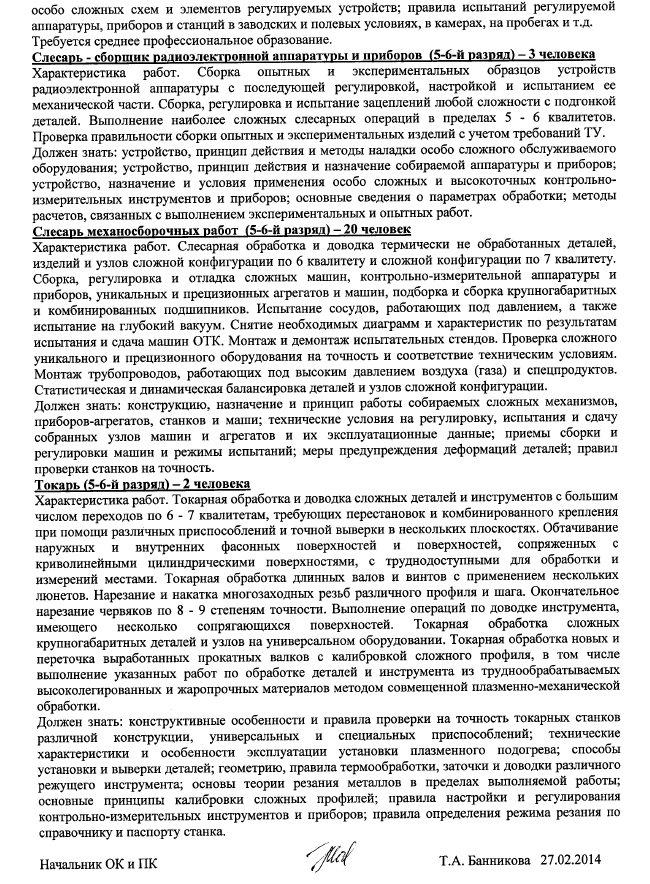 особо сложных схем и элементов регулируемых устройств; правила испытаний регулируемой
аппаратуры, приборов и станций в заводских и полевых условиях, в камерах, на пробегах и т.д.
Требуется среднее профессиональное образование.
Слесарь - сборщик радиоэлектронной аппаратуры и приборов (5-6-й разряд) – 3 человека
Характеристика работ. Сборка опытных и экспериментальных образцов устройств
радиоэлектронной аппаратуры с последующей регулировкой, настройкой и испытанием ее
механической части. Сборка, регулировка и испытание зацеплений любой сложности с подгонкой
деталей. Выполнение наиболее сложных слесарных операций в пределах 5 - 6 квалитетов.
Проверка правильности сборки опытных и экспериментальных изделий с учетом требований ТУ.
Должен знать: устройство, принцип действия и методы наладки особо сложного обслуживаемого
оборудования; устройство, принцип действия и назначение собираемой аппаратуры и приборов;
устройство, назначение и условия применения особо сложных и высокоточных контрольно-
измерительных инструментов и приборов; основные сведения о параметрах обработки; методы
расчетов, связанных с выполнением экспериментальных и опытных работ.
Слесарь механосборочных работ (5-6-й разряд) – 20 человек
Характеристика работ. Слесарная обработка и доводка термически не обработанных деталей,
изделий и узлов сложной конфигурации по 6 квалитету и сложной конфигурации по 7 квалитету.
Сборка, регулировка и отладка сложных машин, контрольно-измерительной аппаратуры и
приборов, уникальных и прецизионных агрегатов и машин, подборка и сборка крупногабаритных
и комбинированных подшипников. Испытание сосудов, работающих под давлением, а также
испытание на глубокий вакуум. Снятие необходимых диаграмм и характеристик по результатам
испытания и сдача машин ОТК. Монтаж и демонтаж испытательных стендов. Проверка сложного
уникального и прецизионного оборудования на точность и соответствие техническим условиям.
Монтаж трубопроводов, работающих под высоким давлением воздуха (газа) и спецпродуктов.
Статистическая и динамическая балансировка деталей и узлов сложной конфигурации.
Должен знать: конструкцию, назначение и принцип работы собираемых сложных механизмов,
приборов-агрегатов, станков и маши; технические условия на регулировку, испытания и сдачу
собранных узлов машин и агрегатов и их эксплуатационные данные; приемы сборки и
регулировки машин и режимы испытаний; меры предупреждения деформаций деталей; правил
проверки станков на точность.
Токарь (5-6-й разряд) – 2 человека
Характеристика работ. Токарная обработка и доводка сложных деталей и инструментов с большим
числом переходов по 6 - 7 квалитетам, требующих перестановок и комбинированного крепления
при помощи различных приспособлений и точной выверки в нескольких плоскостях. Обтачивание
наружных и внутренних фасонных поверхностей и поверхностей, сопряженных с
криволинейными цилиндрическими поверхностями, с труднодоступными для обработки и
измерений местами. Токарная обработка длинных валов и винтов с применением нескольких
люнетов. Нарезание и накатка многозаходных резьб различного профиля и шага. Окончательное
нарезание червяков по 8 - 9 степеням точности. Выполнение операций по доводке инструмента,
имеющего несколько сопрягающихся поверхностей. Токарная обработка сложных
крупногабаритных деталей и узлов на универсальном оборудовании. Токарная обработка новых и
переточка выработанных прокатных валков с калибровкой сложного профиля, в том числе
выполнение указанных работ по обработке деталей и инструмента из труднообрабатываемых
высоколегированных и жаропрочных материалов методом совмещенной плазменно-механической
обработки.
Должен знать: конструктивные особенности и правила проверки на точность токарных станков
различной конструкции, универсальных и специальных приспособлений; технические
характеристики и особенности эксплуатации установки плазменного подогрева; способы
установки и выверки деталей; геометрию, правила термообработки, заточки и доводки различного
режущего инструмента; основы теории резания металлов в пределах выполняемой работы;
основные принципы калибровки сложных профилей; правила настройки и регулирования
контрольно-измерительных инструментов и приборов; правила определения режима резания по
справочнику и паспорту станка.
Начальник ОК и ПК Т.А. Банникова 27.02.2014